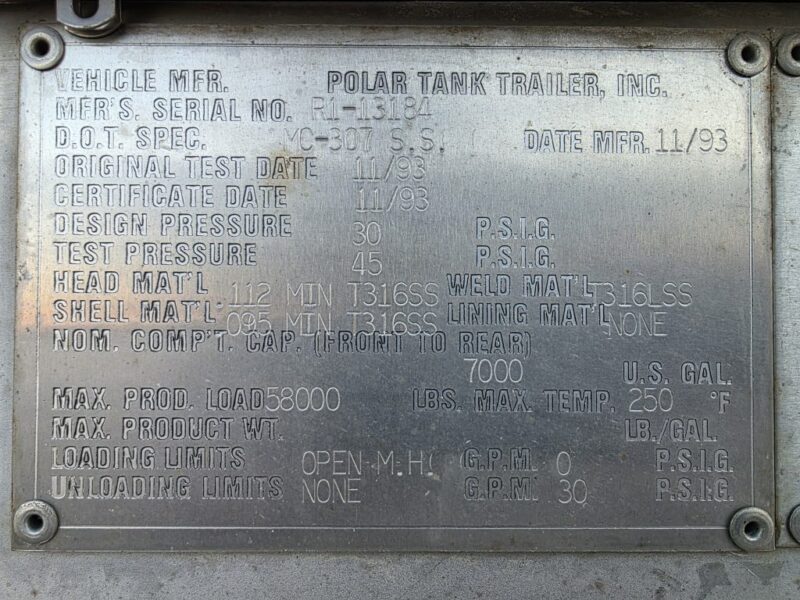 VEHICLE MFR. POLAR TANK TRAILER, INC.
MFR'S. SERIAL NO. R1-13184
D.O.T. SPEC. MC-307 S.S. DATE MFR. 11/93
ORIGINAL TEST DATE 11/93
CERTIFICATE DATE 11/93
DESIGN PRESSURE 30 P.S.I.G.
TEST PRESSURE 45 P.S.I.G.
HEAD MAT'L .112 MIN T316SS WELD MAT'L T316LSS
SHELL MAT'L. .095 MIN T316SS LINING MAT'L NONE
NOM. COMP'T. CAP. (FRONT TO REAR)
7000 U.S. GAL.
MAX. PROD. LOAD 58000 LBS. MAX. TEMP. 250 °F
MAX. PRODUCT WT. LB./GAL.
LOADING LIMITS OPEN M.H. G.P.M. 0 P.S.I.G.
UNLOADING LIMITS NONE G.P.M. 30 P.S.I.G.